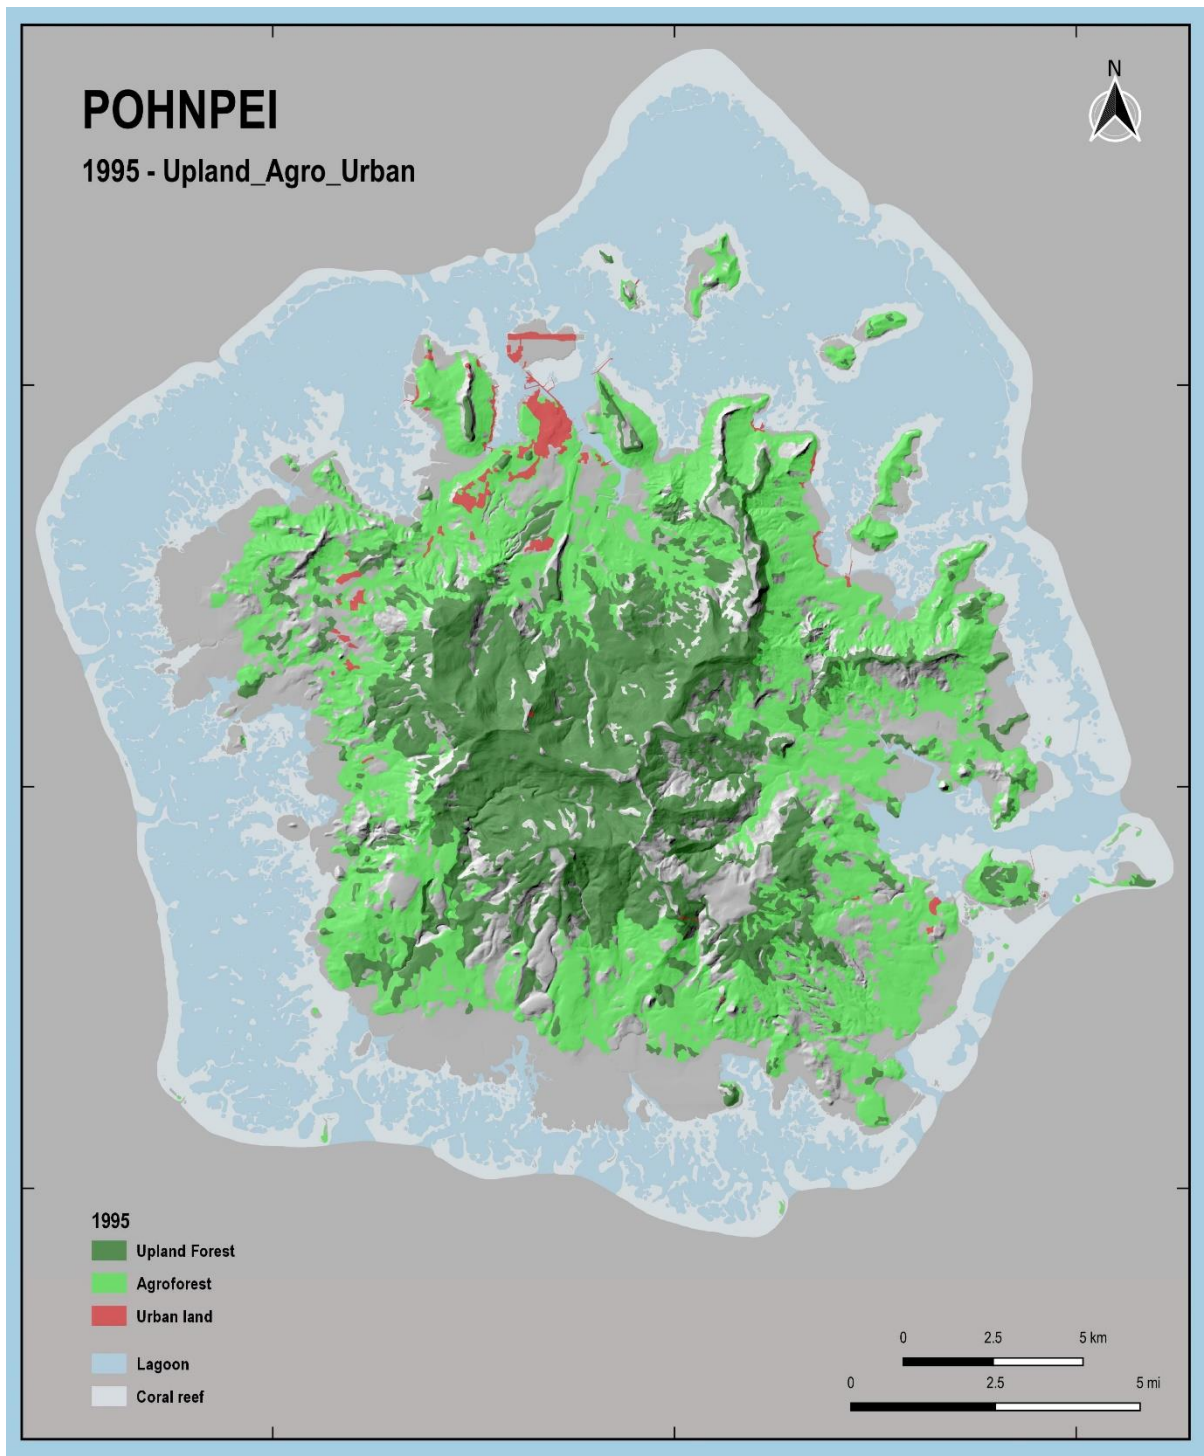 POHNPEI
1995 - Upland_Agro_Urban
N
1995
Upland Forest
Agroforest
Urban land
Lagoon
Coral reef
0 2.5 5 km
0 2.5 5 mi